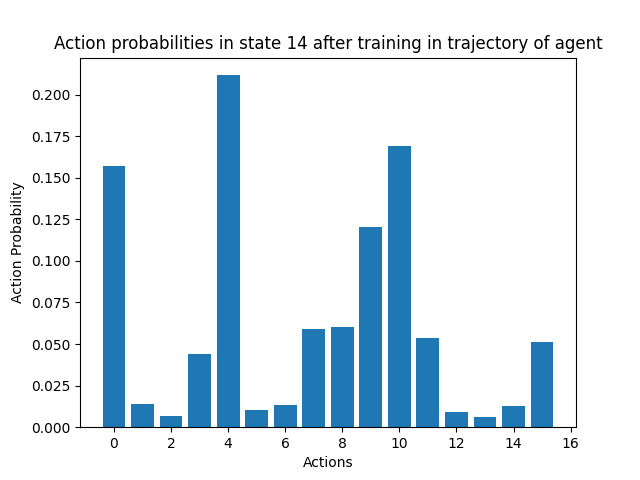 Action probabilities in state 14 after training in trajectory of agent
0.200
0.175
0.150
0.125
0.100
0.075
0.050
0.025
0.000
Action Probability
0 2 4 6 8 10 12 14 16
Actions